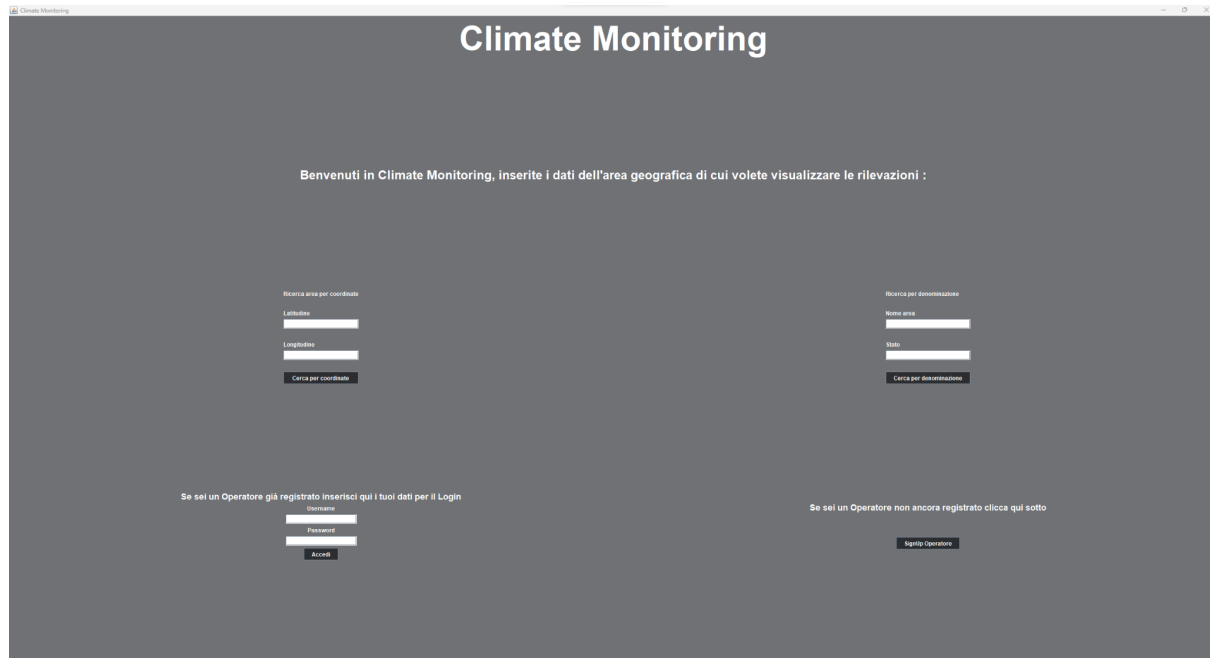 Climate Monitoring
Climate Monitoring
Benvenuti in Climate Monitoring, inserite i dati dell'area geografica di cui volete visualizzare le rilevazioni :
Ricerca area per coordinate
Latitudine
Longitudine
Cerca per coordinate
Ricerca per denominazione
Nome area
Stato
Cerca per denominazione
Se sei un Operatore già registrato inserisci qui i tuoi dati per il Login
Username
Password
Accedi
Se sei un Operatore non ancora registrato clicca qui sotto
SignUp Operatore